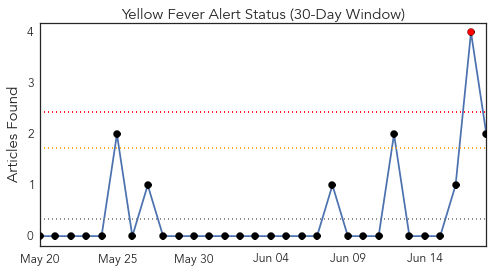 Yellow Fever Alert Status (30-Day Window)
Articles Found
4
3
2
1
0
May 20
May 25
May 30
Jun 04
Jun 09
Jun 14